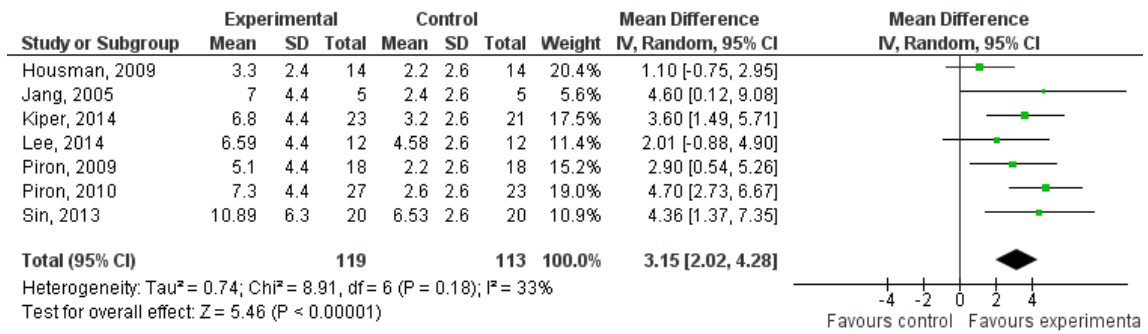 Experimental Control Mean Difference Mean Difference
Study or Subgroup Mean SD Total Mean SD Total Weight IV, Random, 95% CI IV, Random, 95% CI
Housman, 2009 3.3 2.4 14 2.2 2.6 14 20.4% 1.10 [-0.75, 2.95]
Jang, 2005 7 4.4 5 2.4 2.6 5 5.6% 4.60 [0.12, 9.08]
Kiper, 2014 6.8 4.4 23 3.2 2.6 21 17.5% 3.60 [1.49, 5.71]
Lee, 2014 6.59 4.4 12 4.58 2.6 12 11.4% 2.01 [-0.88, 4.90]
Piron, 2009 5.1 4.4 18 2.2 2.6 18 15.2% 2.90 [0.54, 5.26]
Piron, 2010 7.3 4.4 27 2.6 2.6 23 19.0% 4.70 [2.73, 6.67]
Sin, 2013 10.89 6.3 20 6.53 2.6 20 10.9% 4.36 [1.37, 7.35]
Total (95% CI) 119 113 100.0% 3.15 [2.02, 4.28]
Heterogeneity: Tau² = 0.74; Chi² = 8.91, df = 6 (P = 0.18); I² = 33%
Test for overall effect: Z = 5.46 (P < 0.00001)
-4 -2 0 2 4
Favours control Favours experimenta